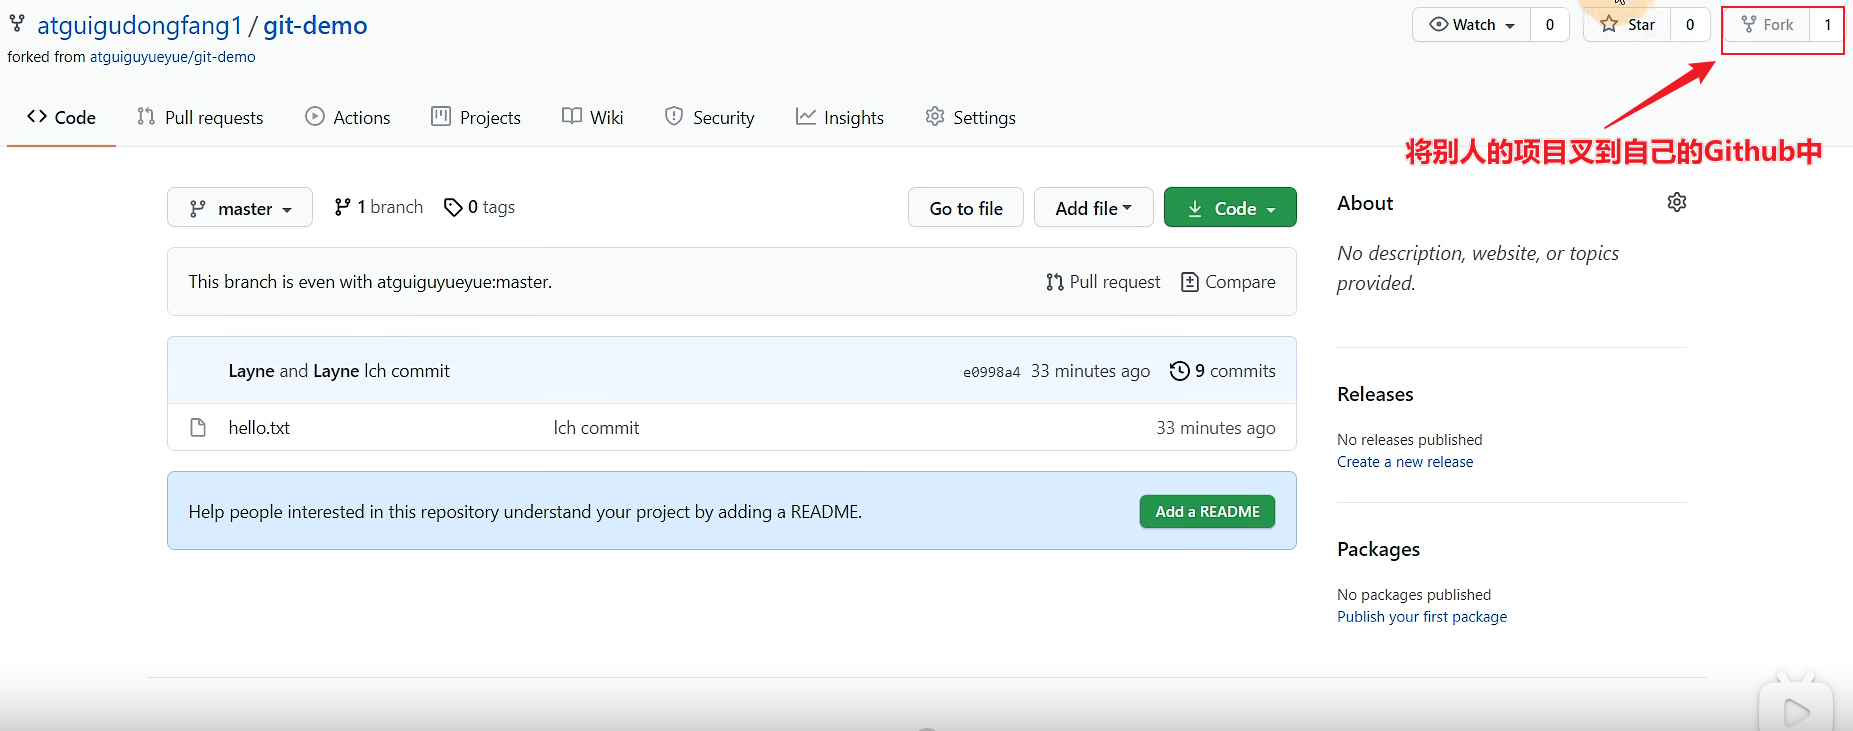 atguigudongfang1 / git-demo
Watch 0 Star 0 Fork 1
forked from atguiguyueyue/git-demo
Code Pull requests Actions Projects Wiki Security Insights Settings
将别人的项目叉到自己的Github中
master 1 branch 0 tags Go to file Add file Code
About
No description, website, or topics
provided.
This branch is even with atguiguyueyue:master. Pull request Compare
Layne and Layne lch commit e0998a4 33 minutes ago 9 commits
hello.txt lch commit 33 minutes ago
Releases
No releases published
Create a new release
Help people interested in this repository understand your project by adding a README. Add a README
Packages
No packages published
Publish your first package